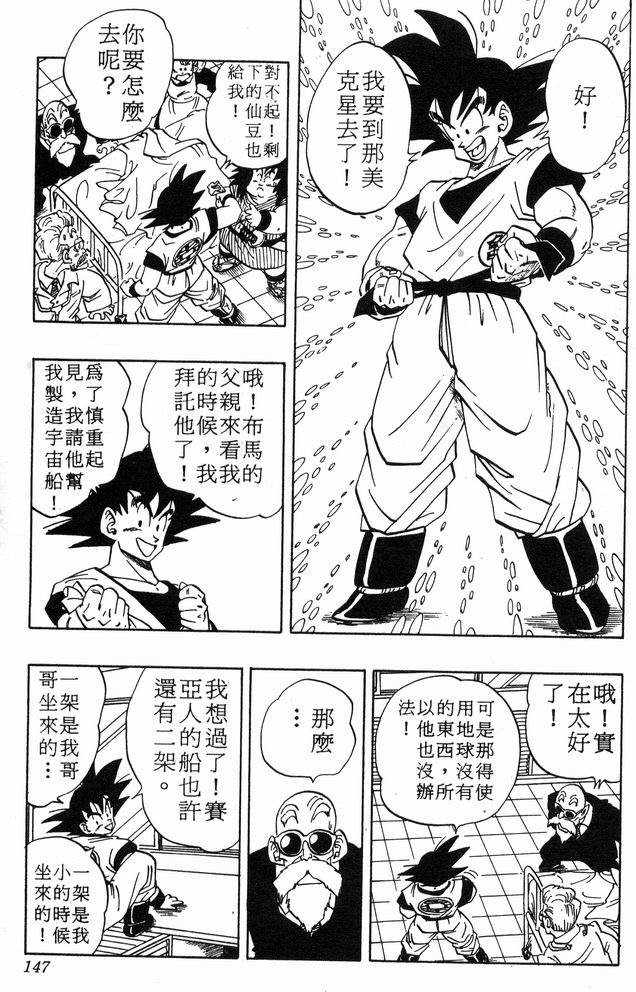 好！
我要到那美
克星去了！
對不起！剩
下的仙豆也
給我！
你要怎麼
去呢？
哦！布馬的
父親來看我
的時候，我
拜託他了！
爲了慎重起
見，我請他幫
我製造宇宙船！
哦！實
在太好
了！
可是那得使
用地球沒有
的東西，所
以他也沒辦
法！
那麼
…
我想過了！賽
亞人的船也許
還有二架。
一架是我哥
哥坐來的…
一架是我
小的時候
坐來的！
147